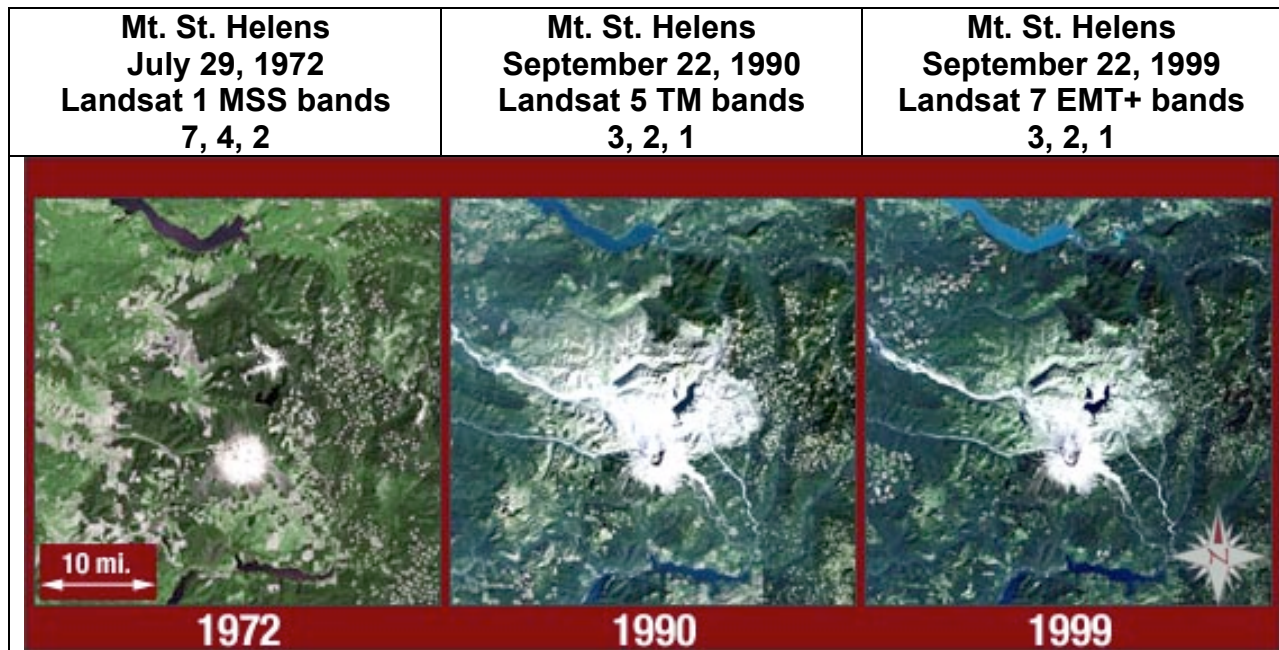 Mt. St. Helens
July 29, 1972
Landsat 1 MSS bands
7, 4, 2
Mt. St. Helens
September 22, 1990
Landsat 5 TM bands
3, 2, 1
Mt. St. Helens
September 22, 1999
Landsat 7 EMT+ bands
3, 2, 1
10 mi.
N
1972
1990
1999